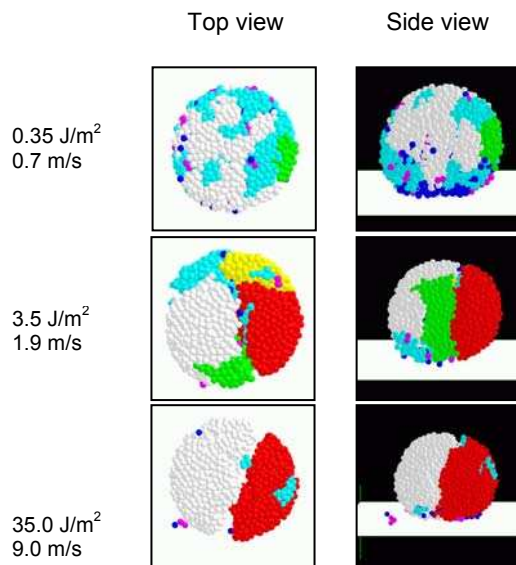 Top view Side view
0.35 J/m²
0.7 m/s
3.5 J/m²
1.9 m/s
35.0 J/m²
9.0 m/s